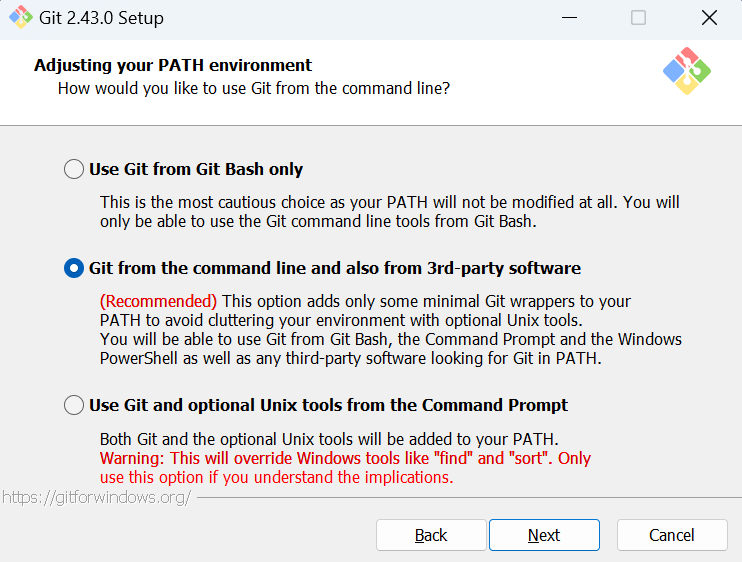 Git 2.43.0 Setup
Adjusting your PATH environment
How would you like to use Git from the command line?
Use Git from Git Bash only
This is the most cautious choice as your PATH will not be modified at all. You will
only be able to use the Git command line tools from Git Bash.
Git from the command line and also from 3rd-party software
(Recommended) This option adds only some minimal Git wrappers to your
PATH to avoid cluttering your environment with optional Unix tools.
You will be able to use Git from Git Bash, the Command Prompt and the Windows
PowerShell as well as any third-party software looking for Git in PATH.
Use Git and optional Unix tools from the Command Prompt
Both Git and the optional Unix tools will be added to your PATH.
Warning: This will override Windows tools like "find" and "sort". Only
use this option if you understand the implications.
https://gitforwindows.org/
Back Next Cancel